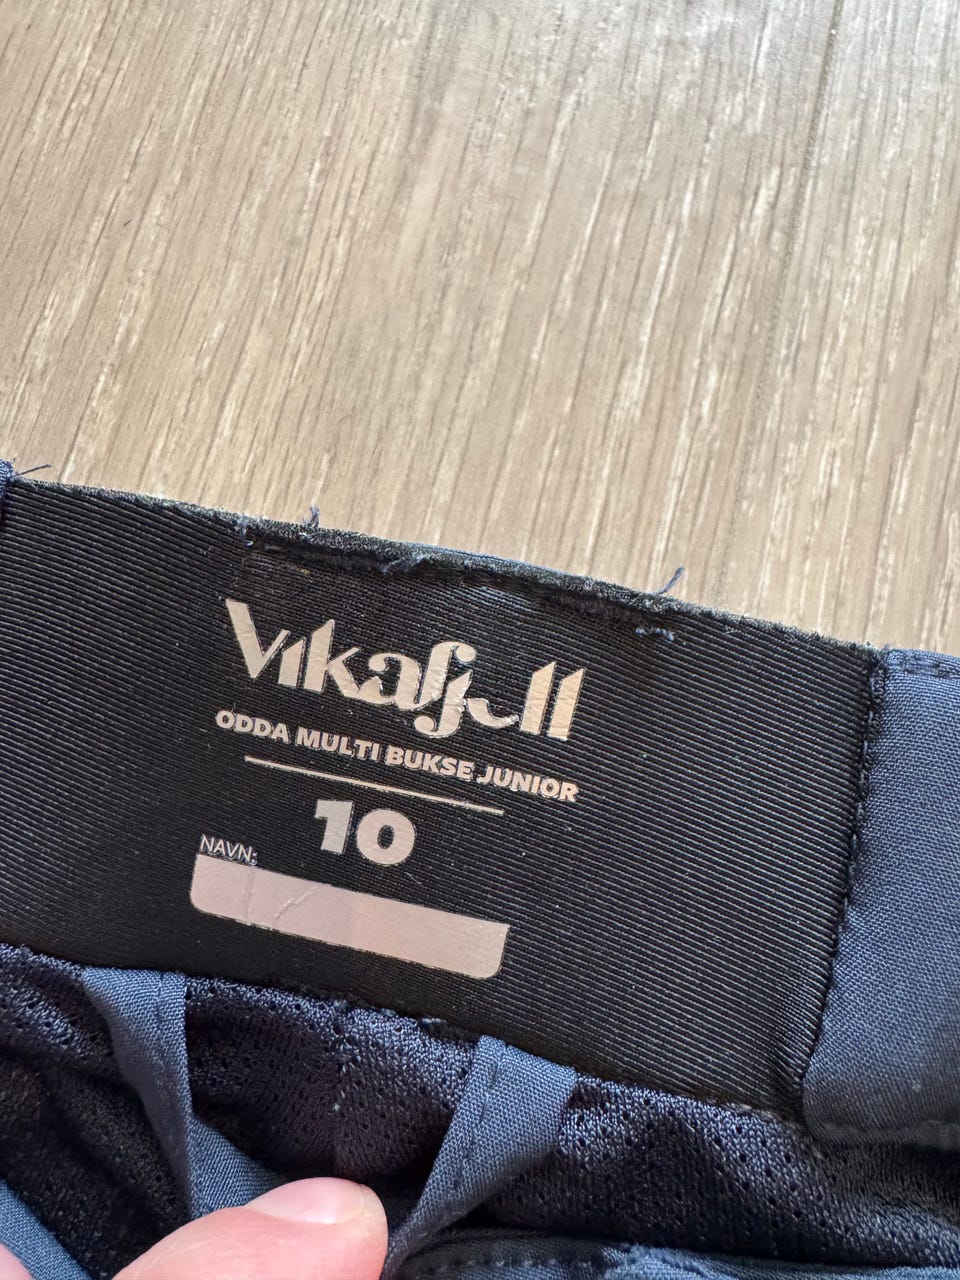 Vikafjell
ODDA MULTI BUKSE JUNIOR
10
NAVN: